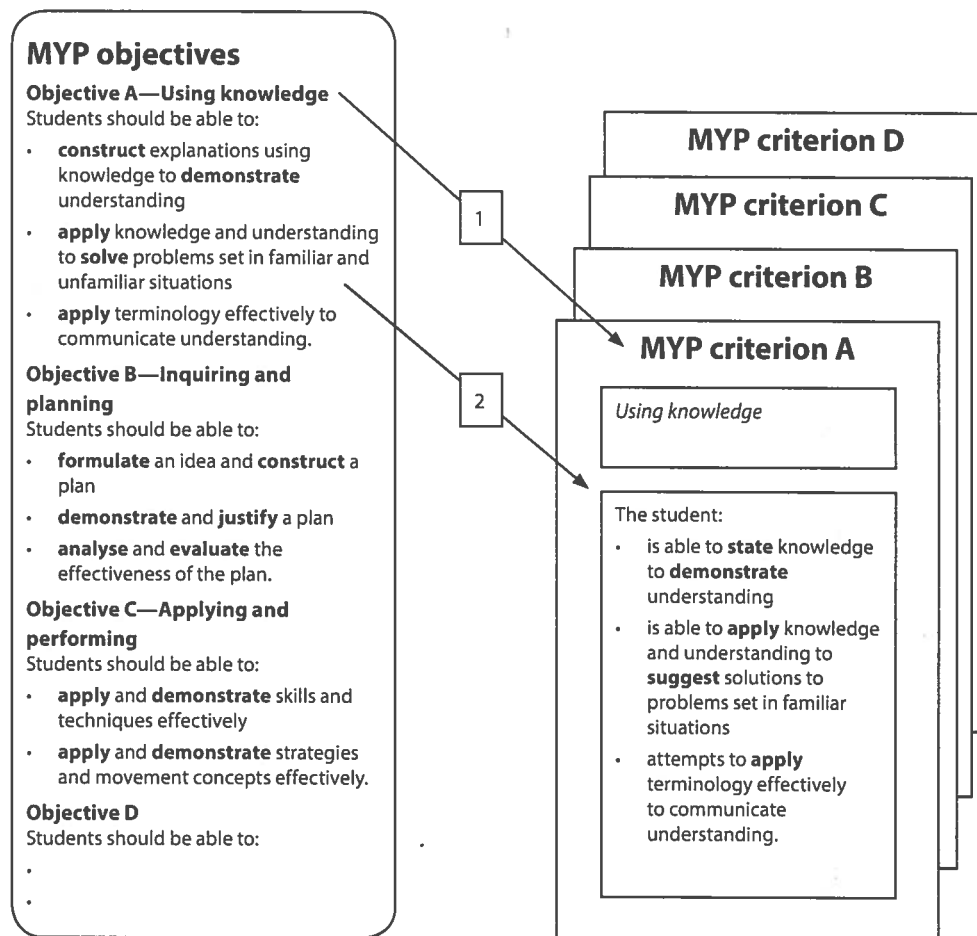 MYP objectives
Objective A—Using knowledge
Students should be able to:
• construct explanations using
knowledge to demonstrate
understanding
• apply knowledge and understanding
to solve problems set in familiar and
unfamiliar situations
• apply terminology effectively to
communicate understanding.
Objective B—Inquiring and
planning
Students should be able to:
• formulate an idea and construct a
plan
• demonstrate and justify a plan
• analyse and evaluate the
effectiveness of the plan.
Objective C—Applying and
performing
Students should be able to:
• apply and demonstrate skills and
techniques effectively
• apply and demonstrate strategies
and movement concepts effectively.
Objective D
Students should be able to:
•
•
1
2
MYP criterion D
MYP criterion C
MYP criterion B
MYP criterion A
Using knowledge
The student:
• is able to state knowledge
to demonstrate
understanding
• is able to apply knowledge
and understanding to
suggest solutions to
problems set in familiar
situations
• attempts to apply
terminology effectively
to communicate
understanding.